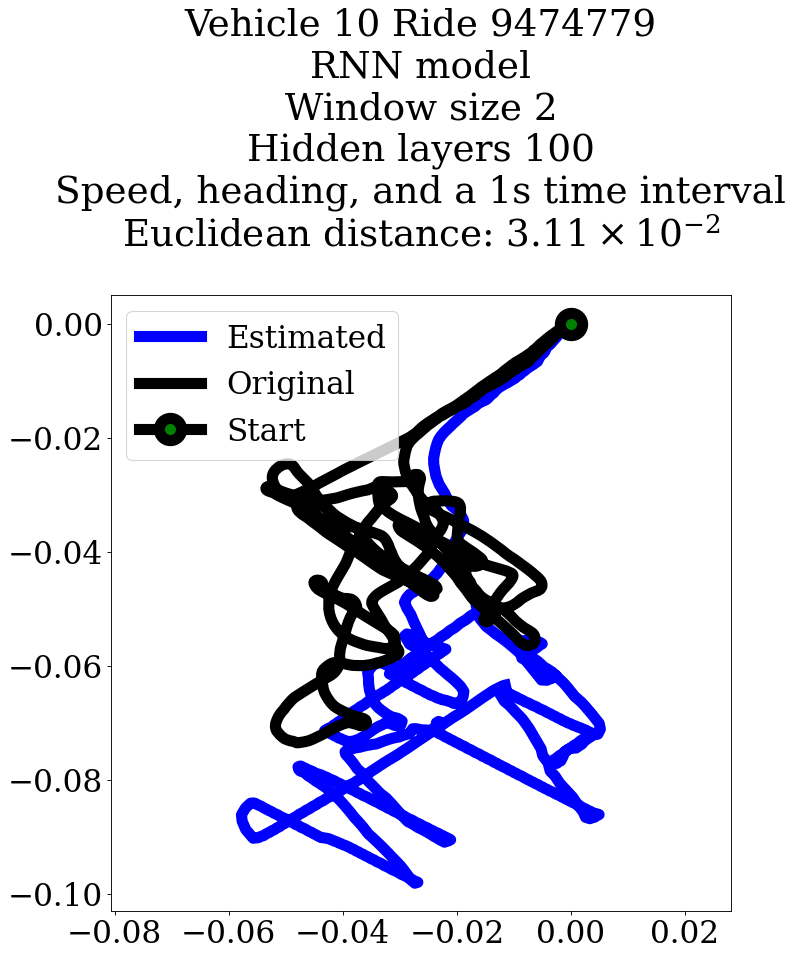 Vehicle 10 Ride 9474779
RNN model
Window size 2
Hidden layers 100
Speed, heading, and a 1s time interval
Euclidean distance: 3.11 × 10⁻²
Estimated
Original
Start
0.00
−0.02
−0.04
−0.06
−0.08
−0.10
−0.08 −0.06 −0.04 −0.02 0.00 0.02